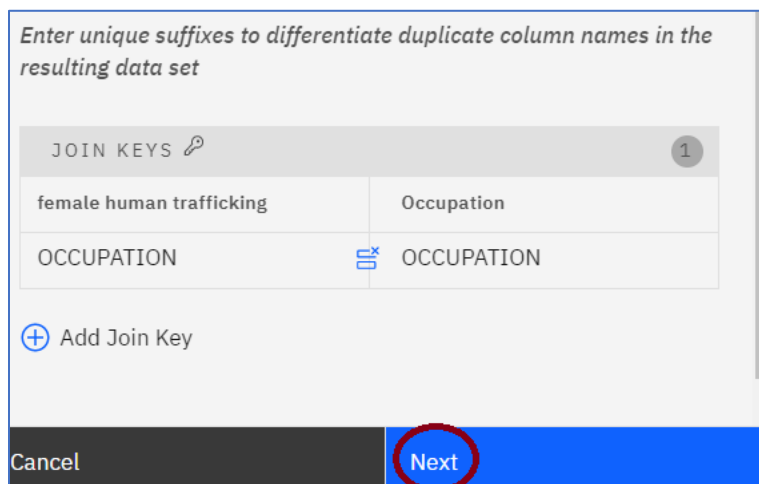 Enter unique suffixes to differentiate duplicate column names in the
resulting data set
JOIN KEYS 1
female human trafficking Occupation
OCCUPATION OCCUPATION
Add Join Key
Cancel Next